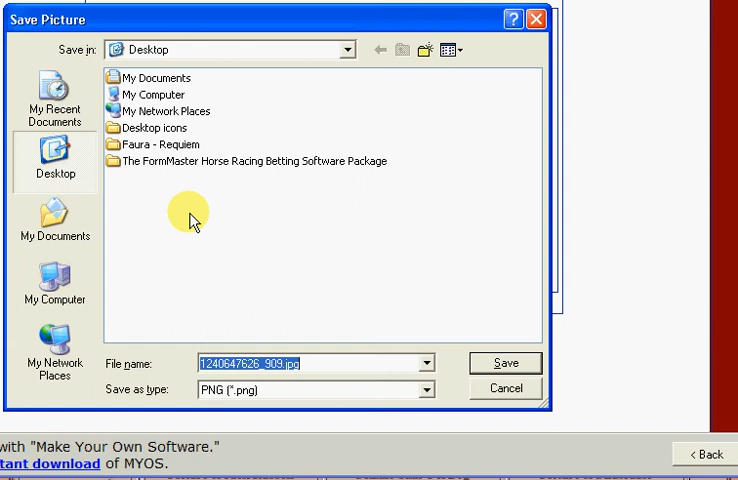 Save Picture
Save in:
Desktop
My Documents
My Computer
My Network Places
Desktop icons
Faura - Requiem
The FormMaster Horse Racing Betting Software Package
My Recent
Documents
Desktop
My Documents
My Computer
My Network
Places
File name:
1240647626_909.jpg
Save
Save as type:
PNG (*.png)
Cancel
with "Make Your Own Software."
tant download of MYOS.
< Back